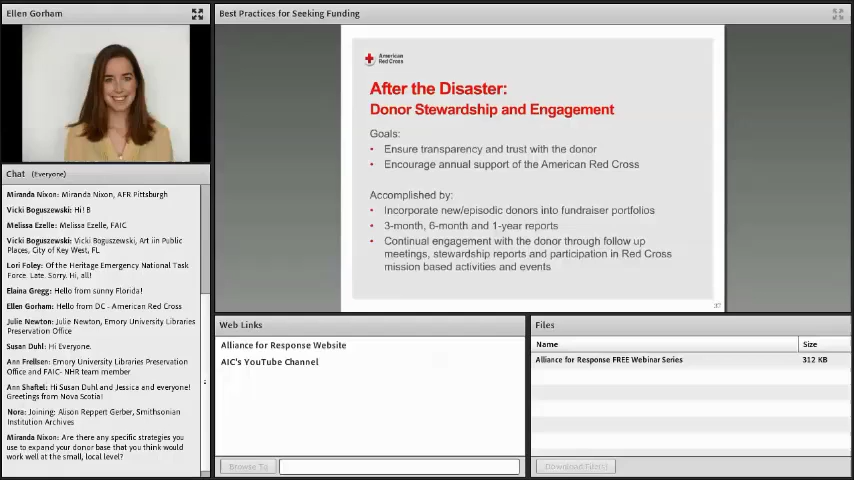 Ellen Gorham
Best Practices for Seeking Funding
American
Red Cross
After the Disaster:
Donor Stewardship and Engagement
Goals:
• Ensure transparency and trust with the donor
• Encourage annual support of the American Red Cross
Accomplished by:
• Incorporate new/episodic donors into fundraiser portfolios
• 3-month, 6-month and 1-year reports
• Continual engagement with the donor through follow up
meetings, stewardship reports and participation in Red Cross
mission based activities and events
37
Chat (Everyone)
Miranda Nixon: Miranda Nixon, AFR Pittsburgh
Vicki Boguszewski: Hi! B
Melissa Ezelle: Melissa Ezelle, FAIC
Vicki Boguszewski: Vicki Boguszewski, Art iin Public
Places, City of Key West, FL
Lori Foley: Of the Heritage Emergency National Task
Force. Late. Sorry. Hi, all!
Elaina Gregg: Hello from sunny Florida!
Ellen Gorham: Hello from DC - American Red Cross
Julie Newton: Julie Newton, Emory University Libraries
Preservation Office
Susan Duhl: Hi Everyone.
Ann Frellsen: Emory University Libraries Preservation
Office and FAIC- NHR team member
Ann Shaftel: Hi Susan Duhl and Jessica and everyone!
Greetings from Nova Scotia!
Nora: Joining: Alison Reppert Gerber, Smithsonian
Institution Archives
Miranda Nixon: Are there any specific strategies you
use to expand your donor base that you think would
work well at the small, local level?
Web Links
Alliance for Response Website
AIC's YouTube Channel
Browse To
Files
Name Size
Alliance for Response FREE Webinar Series 312 KB
Download File(s)